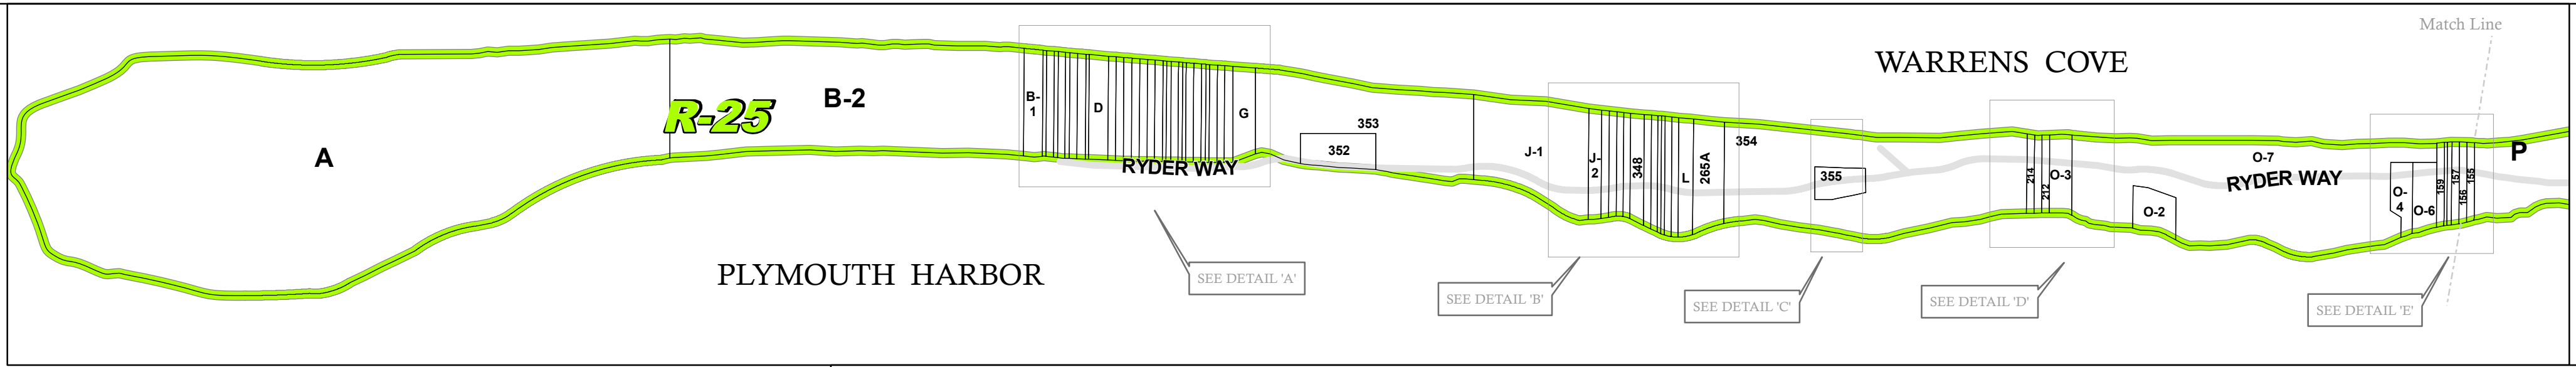 Match Line
WARRENS COVE
A
R-25
B-2
B-
1
D
G
353
352
J-1
J-
2
348
L
265A
354
355
214
212
O-3
O-2
O-7
RYDER WAY
RYDER WAY
O-
4
O-6
159
157
156
155
P
PLYMOUTH HARBOR
SEE DETAIL 'A'
SEE DETAIL 'B'
SEE DETAIL 'C'
SEE DETAIL 'D'
SEE DETAIL 'E'